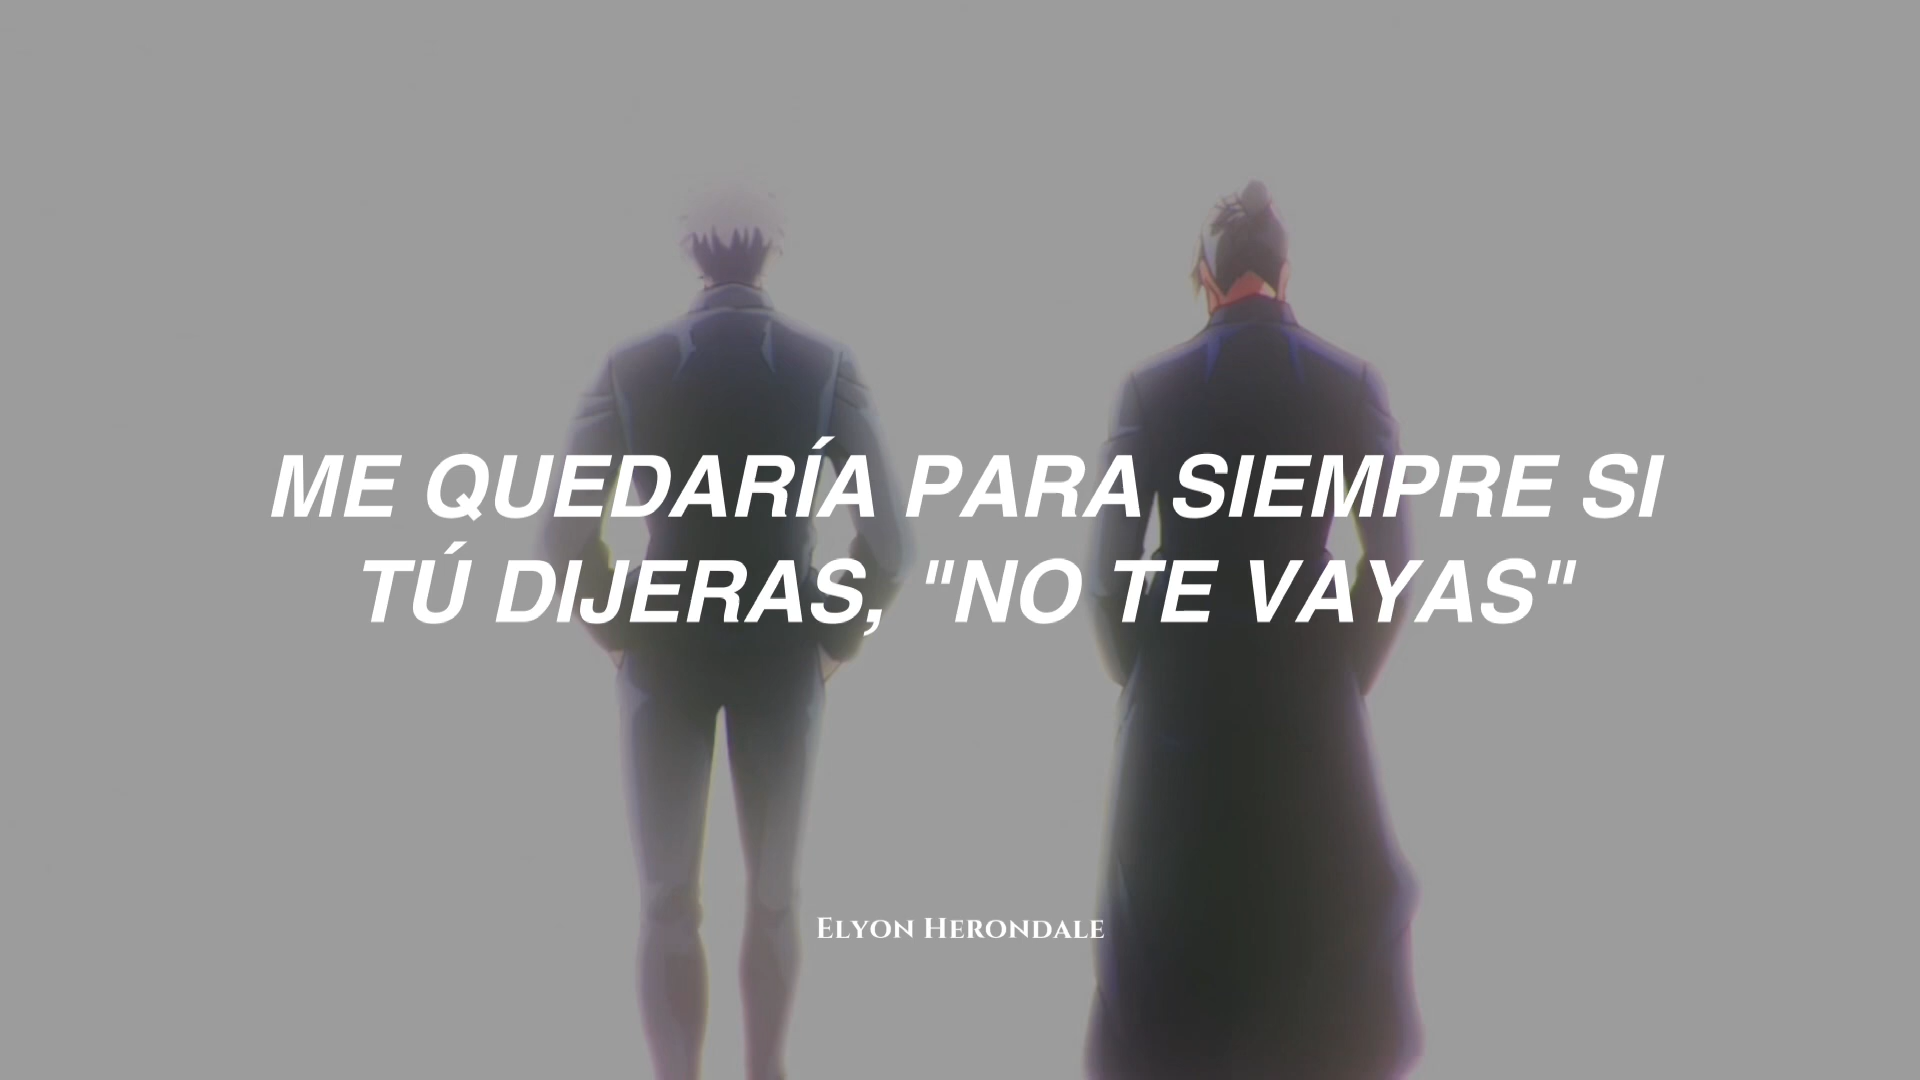 ME QUEDARÍA PARA SIEMPRE SI
TÚ DIJERAS, "NO TE VAYAS"
Elyon Herondale